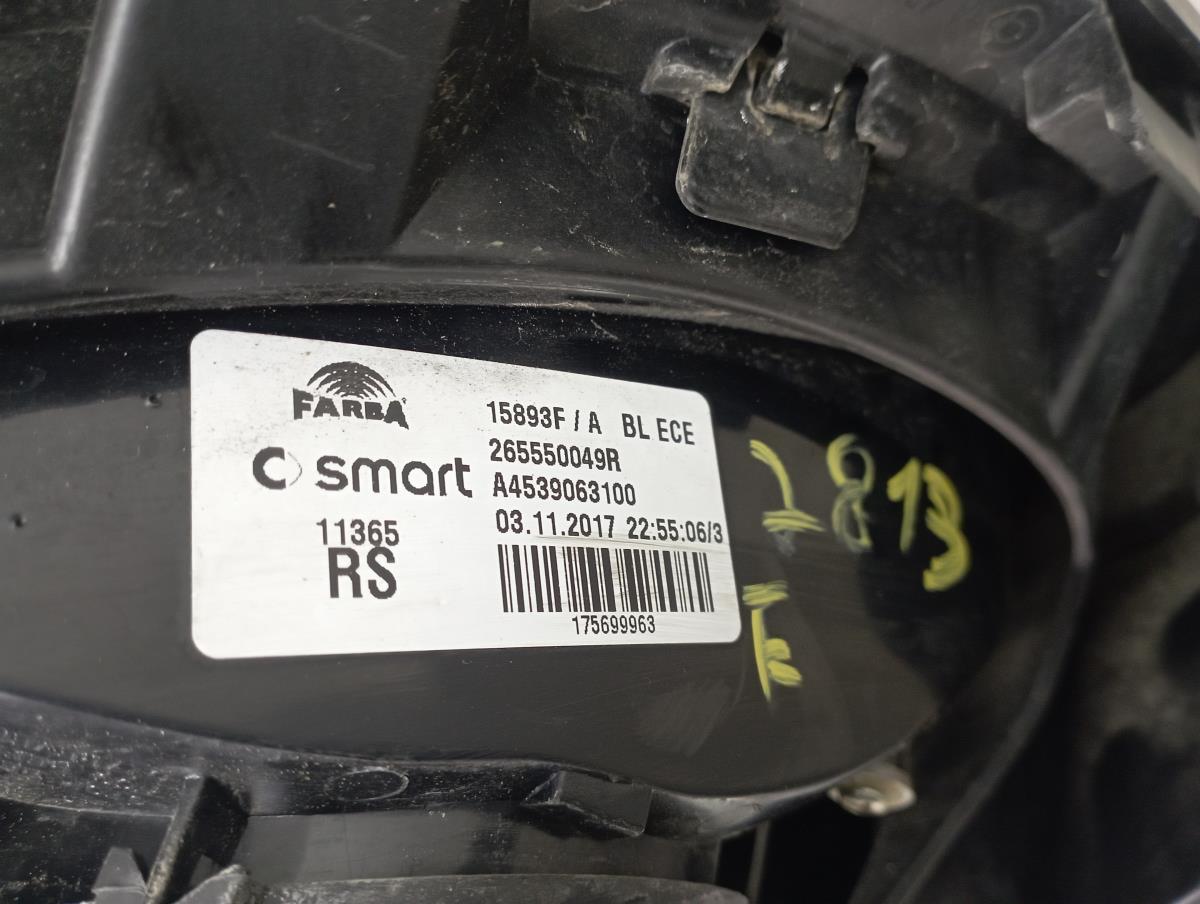 FARBA
15893F / A BL ECE
265550049R
smart
A4539063100
11365
03.11.2017 22:55:06/3
RS
175699963